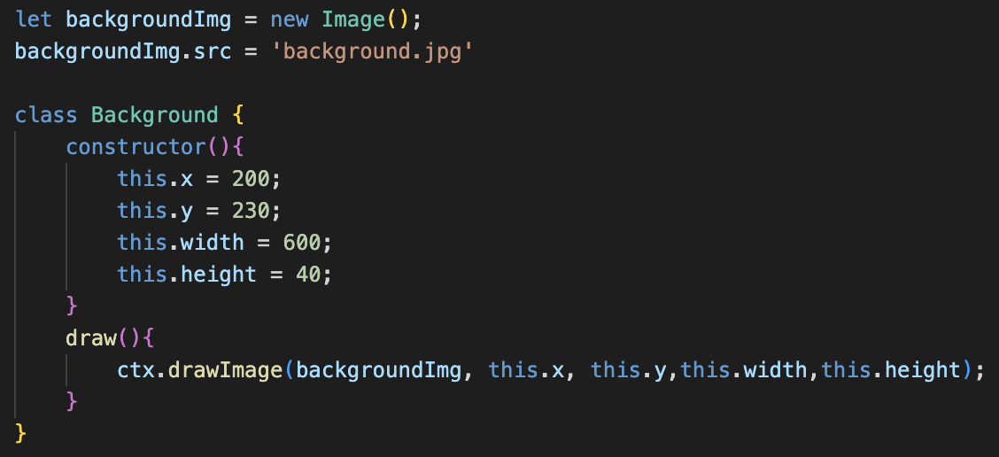 let backgroundImg = new Image();
backgroundImg.src = 'background.jpg'
class Background {
constructor(){
this.x = 200;
this.y = 230;
this.width = 600;
this.height = 40;
}
draw(){
ctx.drawImage(backgroundImg, this.x, this.y,this.width,this.height);
}
}